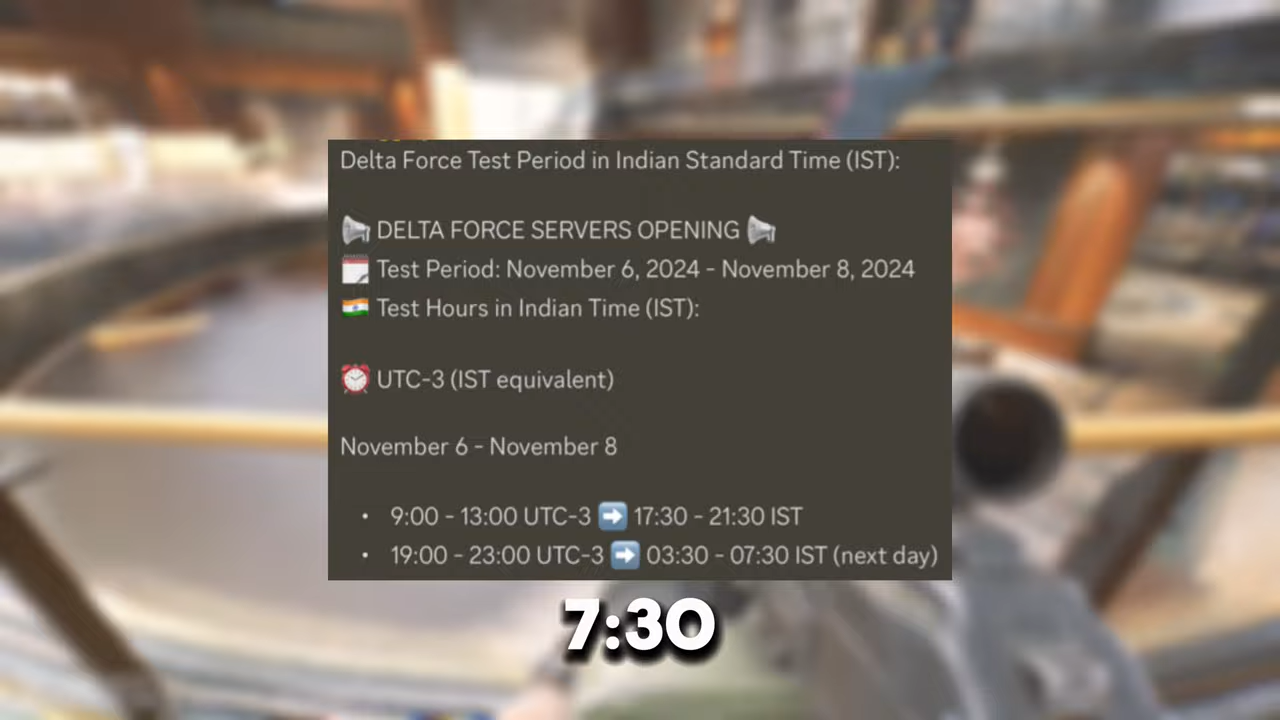 Delta Force Test Period in Indian Standard Time (IST):
DELTA FORCE SERVERS OPENING
Test Period: November 6, 2024 - November 8, 2024
Test Hours in Indian Time (IST):
UTC-3 (IST equivalent)
November 6 - November 8
• 9:00 - 13:00 UTC-3 ➡️ 17:30 - 21:30 IST
• 19:00 - 23:00 UTC-3 ➡️ 03:30 - 07:30 IST (next day)
7:30